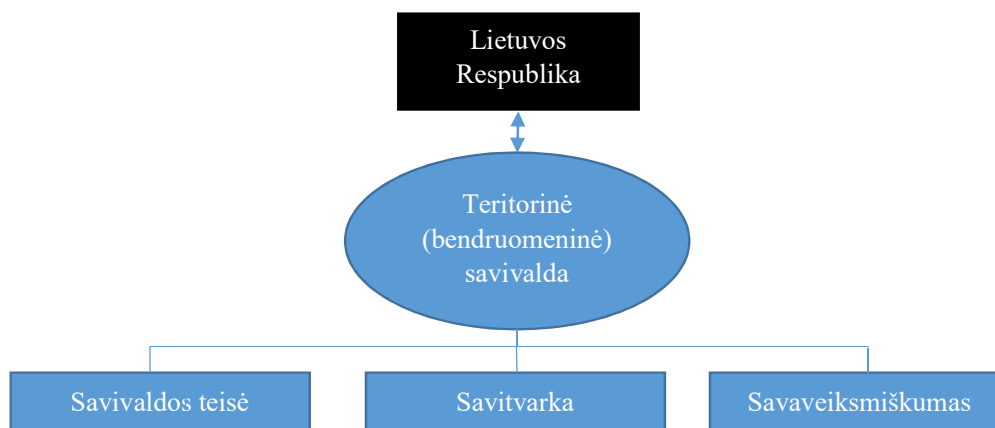 Lietuvos
Respublika
Teritorinė
(bendruomeninė)
savivalda
Savivaldos teisė
Savitvarka
Savaveiksmiškumas